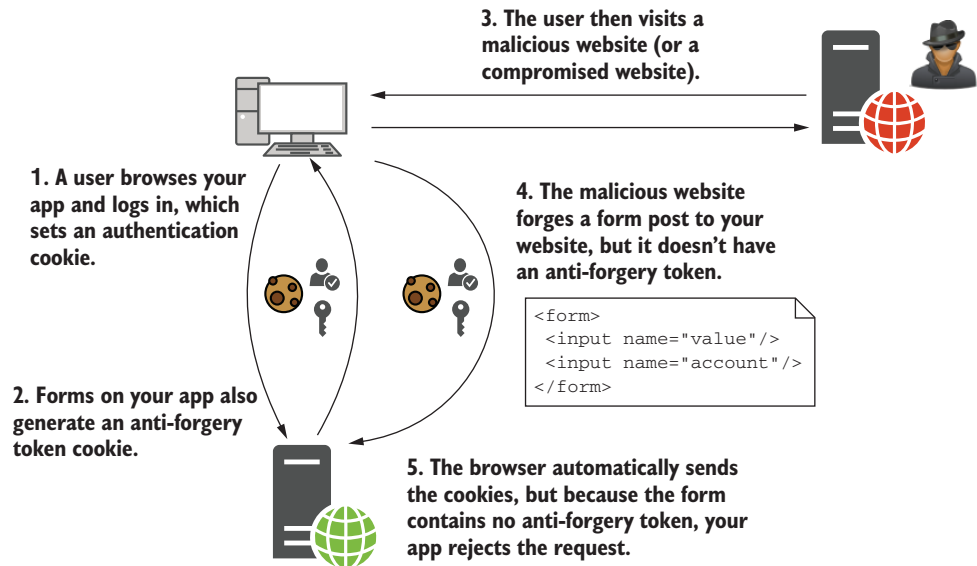 3. The user then visits a
malicious website (or a
compromised website).
1. A user browses your
app and logs in, which
sets an authentication
cookie.
4. The malicious website
forges a form post to your
website, but it doesn’t have
an anti-forgery token.
<form>
<input name="value"/>
<input name="account"/>
</form>
2. Forms on your app also
generate an anti-forgery
token cookie.
5. The browser automatically sends
the cookies, but because the form
contains no anti-forgery token, your
app rejects the request.